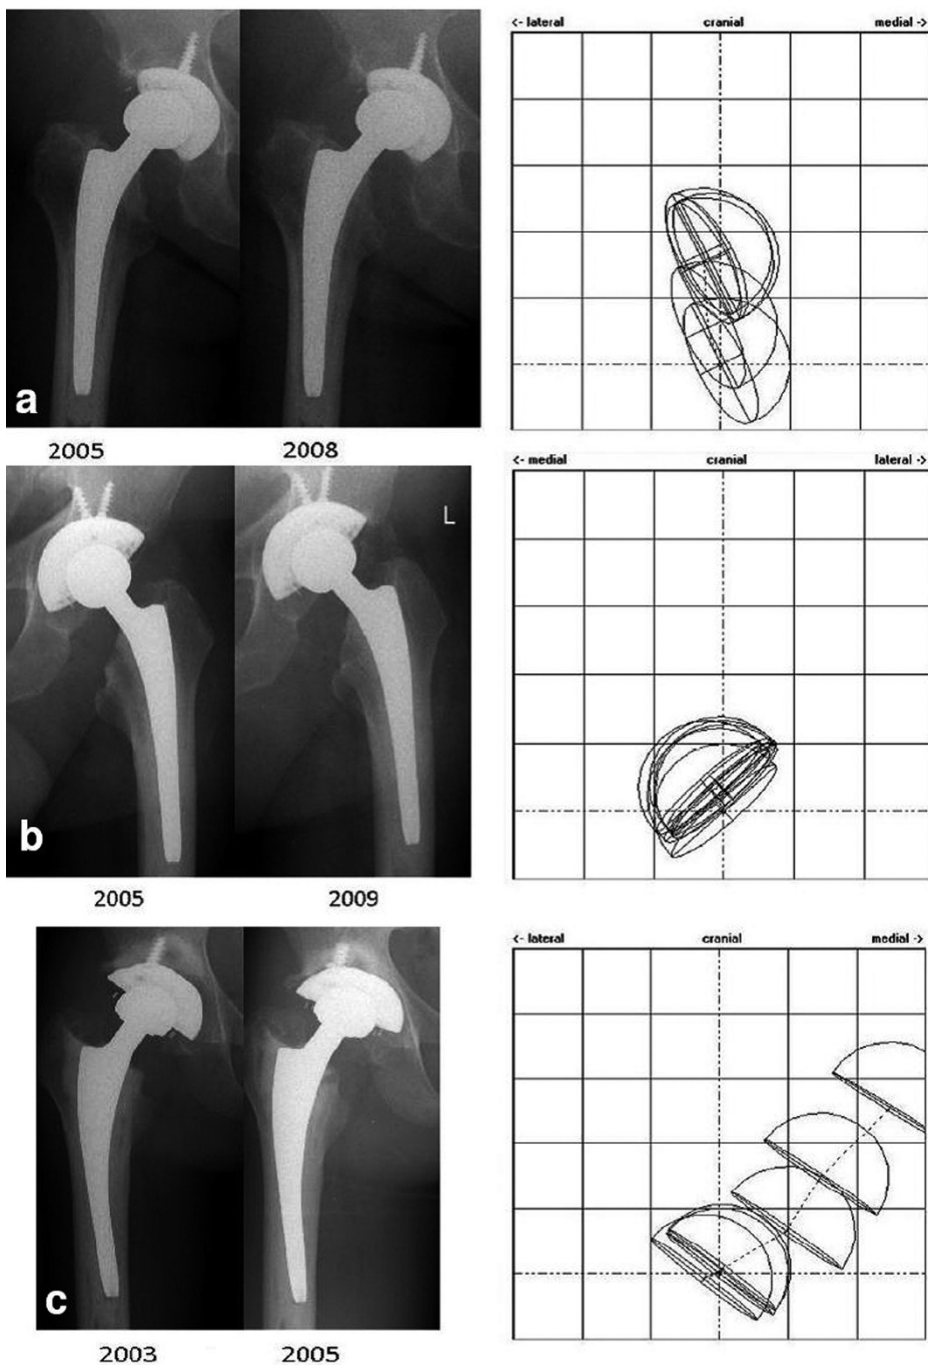 <- lateral cranial medial ->
a
2005 2008
<- medial cranial lateral ->
L
b
2005 2009
<- lateral cranial medial ->
c
2003 2005